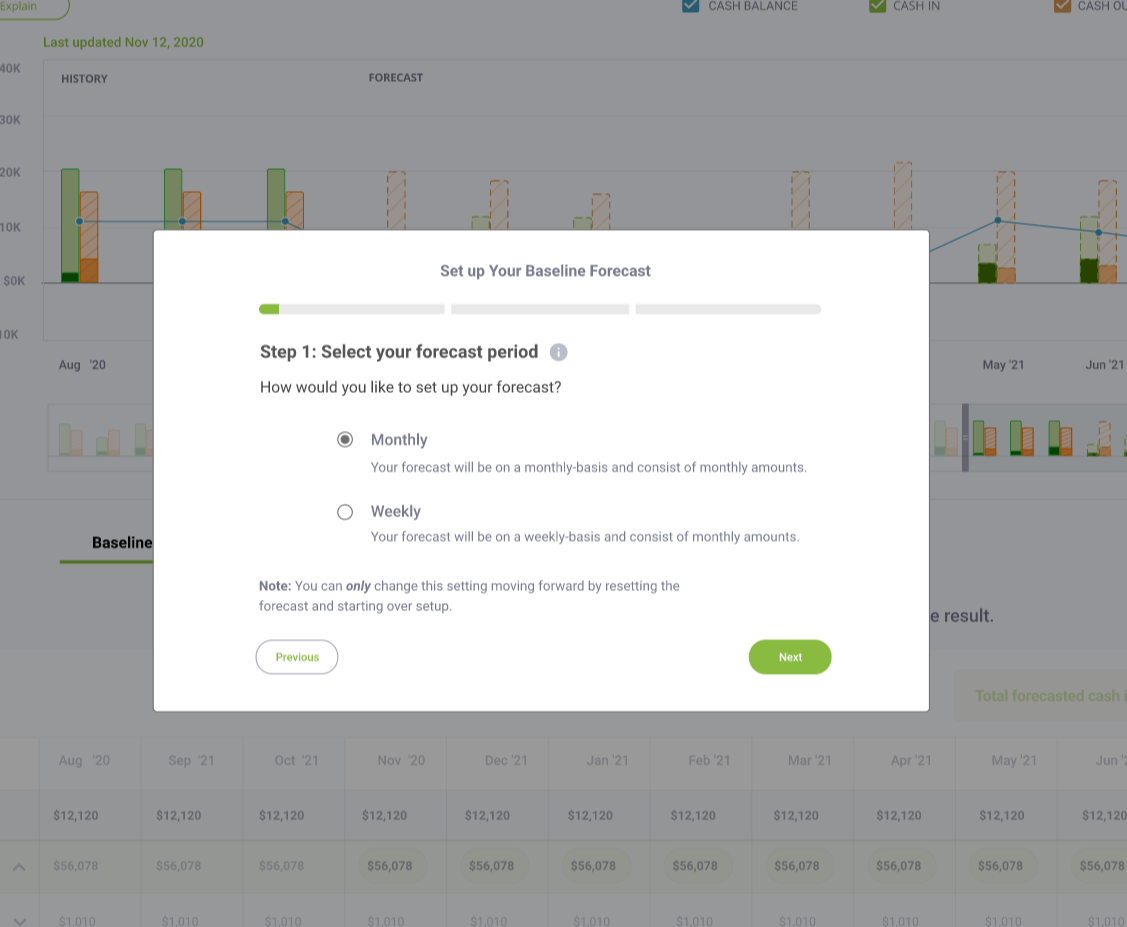 Explain
CASH BALANCE
CASH IN
CASH OU
Last updated Nov 12, 2020
40K
HISTORY
FORECAST
30K
20K
10K
$0K
10K
Aug '20
May '21
Jun '21
Set up Your Baseline Forecast
Step 1: Select your forecast period
How would you like to set up your forecast?
Monthly
Your forecast will be on a monthly-basis and consist of monthly amounts.
Weekly
Your forecast will be on a weekly-basis and consist of monthly amounts.
Note: You can only change this setting moving forward by resetting the
forecast and starting over setup.
Previous
Next
Baseline
e result.
Total forecasted cash i
Aug '20 Sep '21 Oct '21 Nov '20 Dec '21 Jan '21 Feb '21 Mar '21 Apr '21 May '21 Jun '2
$12,120 $12,120 $12,120 $12,120 $12,120 $12,120 $12,120 $12,120 $12,120 $12,120 $12,120
$56,078 $56,078 $56,078 $56,078 $56,078 $56,078 $56,078 $56,078 $56,078 $56,078 $56,078
$1,010 $1,010 $1,010 $1,010 $1,010 $1,010 $1,010 $1,010 $1,010 $1,010 $1,010